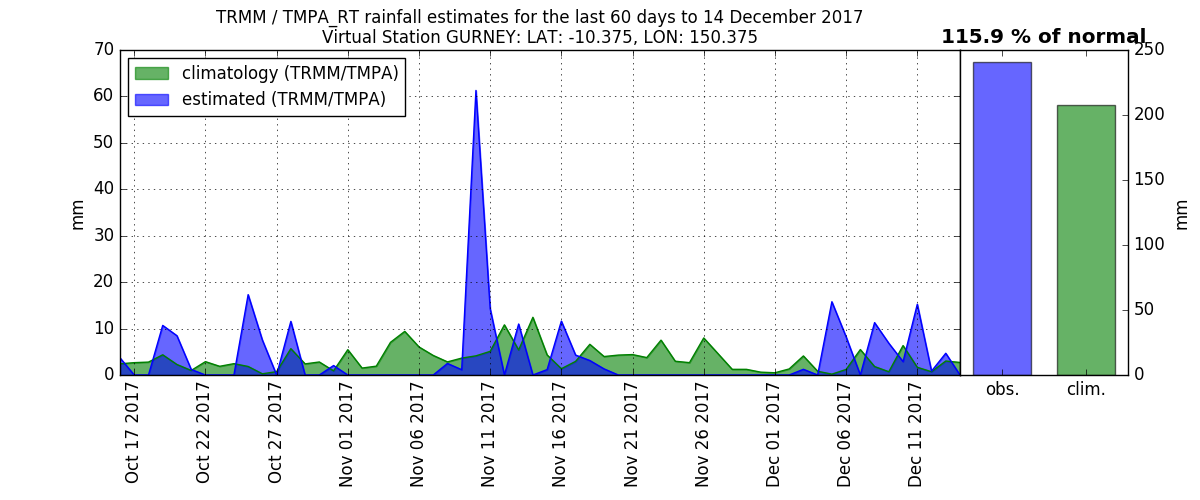 TRMM / TMPA_RT rainfall estimates for the last 60 days to 14 December 2017
Virtual Station GURNEY: LAT: -10.375, LON: 150.375
115.9 % of normal
climatology (TRMM/TMPA)
estimated (TRMM/TMPA)
mm
70
60
50
40
30
20
10
0
Oct 17 2017
Oct 22 2017
Oct 27 2017
Nov 01 2017
Nov 06 2017
Nov 11 2017
Nov 16 2017
Nov 21 2017
Nov 26 2017
Dec 01 2017
Dec 06 2017
Dec 11 2017
obs.
clim.
250
200
150
100
50
0
mm